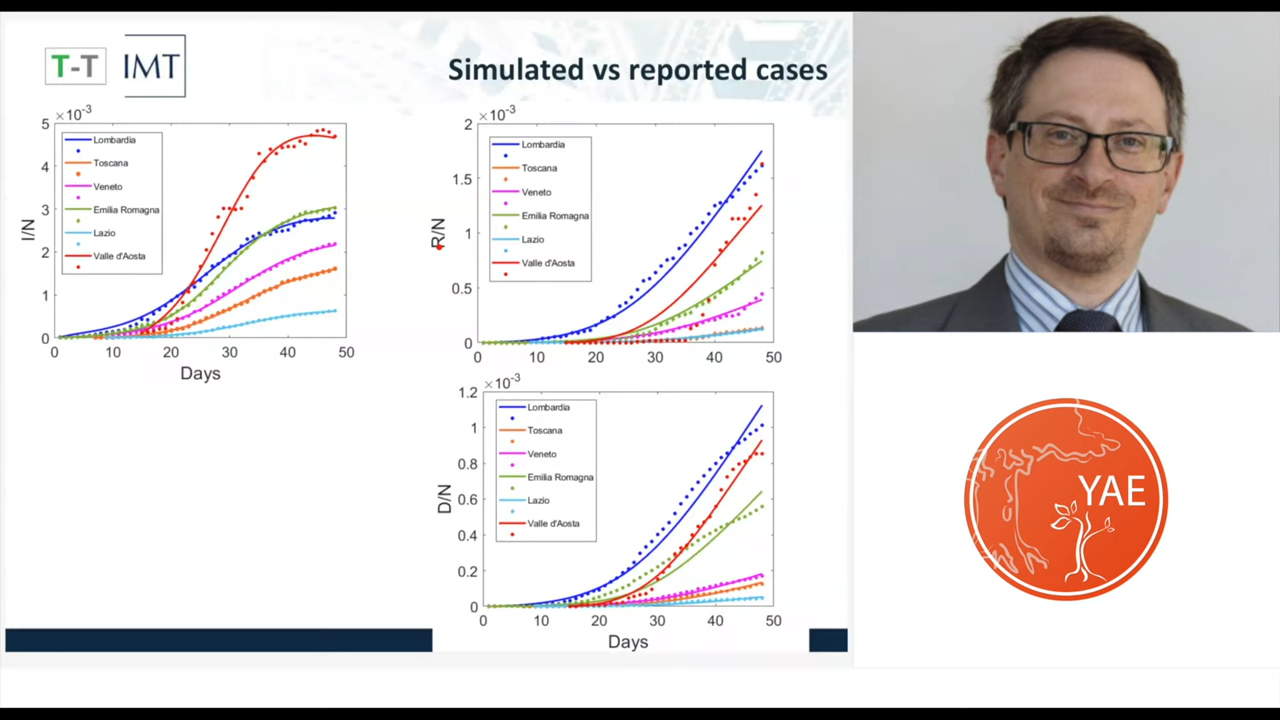 T-T
IMT
Simulated vs reported cases
×10-3
5
4
3
2
1
0
I/N
Lombardia
Toscana
Veneto
Emilia Romagna
Lazio
Valle d'Aosta
0 10 20 30 40 50
Days
×10-3
2
1.5
1
0.5
0
R/N
Lombardia
Toscana
Veneto
Emilia Romagna
Lazio
Valle d'Aosta
0 10 20 30 40 50
×10-3
1.2
1
0.8
0.6
0.4
0.2
0
D/N
Lombardia
Toscana
Veneto
Emilia Romagna
Lazio
Valle d'Aosta
0 10 20 30 40 50
Days
YAE